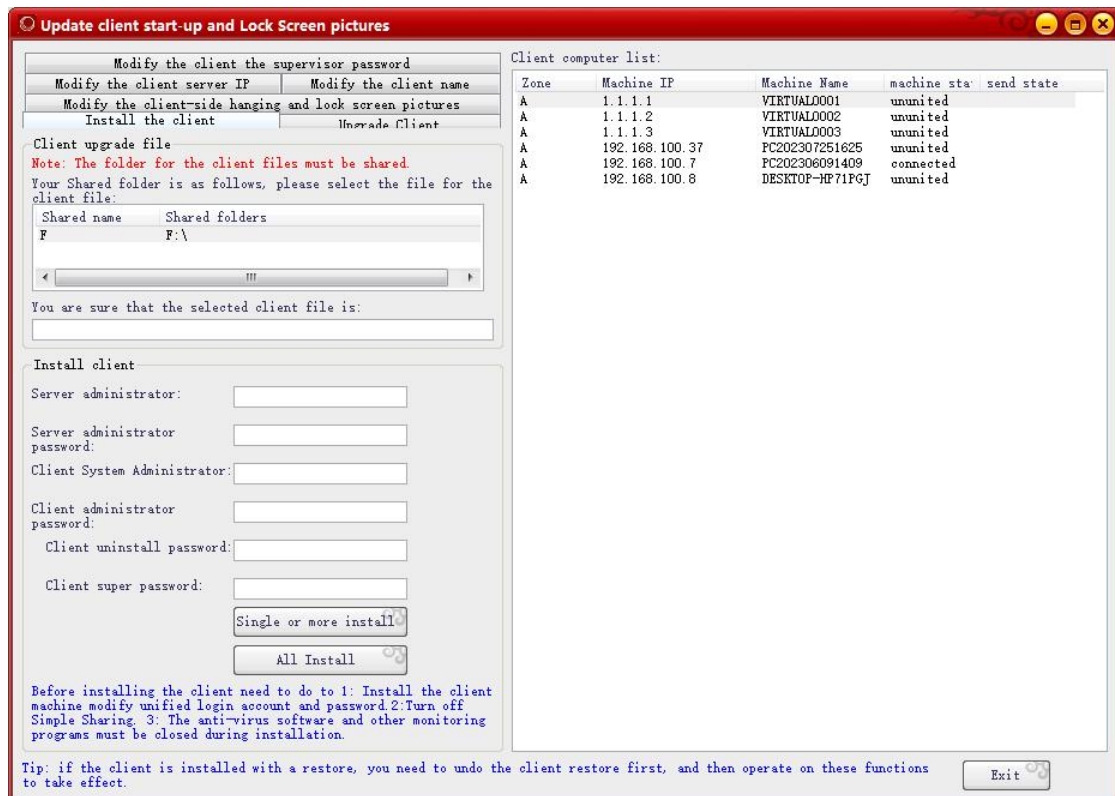 Update client start-up and Lock Screen pictures
Modify the client the supervisor password
Modify the client server IP
Modify the client name
Modify the client-side hanging and lock screen pictures
Install the client
Upgrade Client
Client upgrade file
Note: The folder for the client files must be shared.
Your Shared folder is as follows, please select the file for the
client file:
Shared name Shared folders
F F:\
You are sure that the selected client file is:
Install client
Server administrator:
Server administrator
password:
Client System Administrator:
Client administrator
password:
Client uninstall password:
Client super password:
Single or more install
All Install
Before installing the client need to do to 1: Install the client
machine modify unified login account and password.2:Turn off
Simple Sharing. 3: The anti-virus software and other monitoring
programs must be closed during installation.
Client computer list:
Zone Machine IP Machine Name machine sta send state
A 1.1.1.1 VIRTUAL0001 ununited
A 1.1.1.2 VIRTUAL0002 ununited
A 1.1.1.3 VIRTUAL0003 ununited
A 192.168.100.37 PC202307251625 ununited
A 192.168.100.7 PC202306091409 connected
A 192.168.100.8 DESKTOP-HP71PGJ ununited
Tip: if the client is installed with a restore, you need to undo the client restore first, and then operate on these functions
to take effect.
Exit